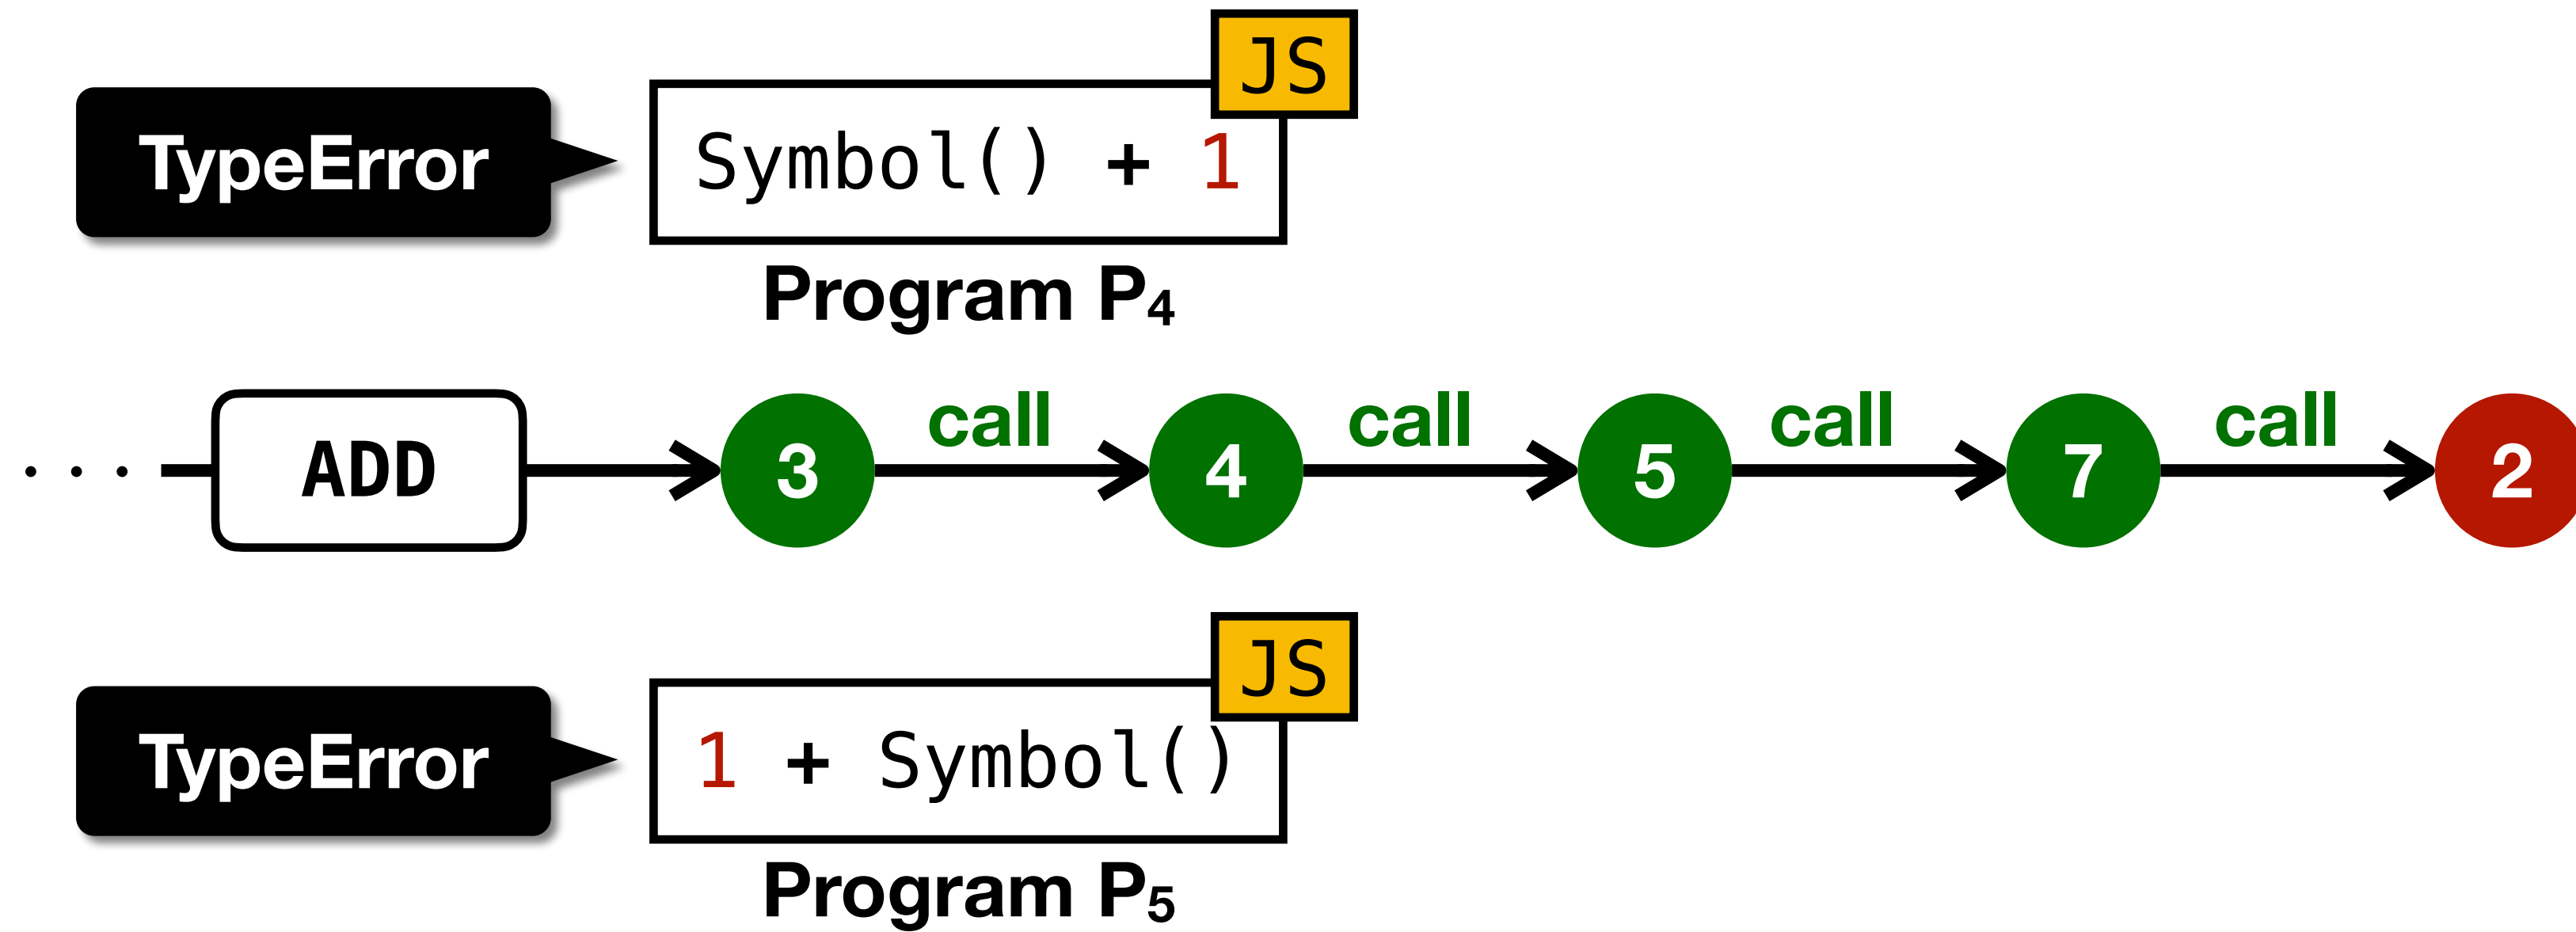 JS
TypeError
Symbol() + 1
Program P₄
call call call call
. . . ADD 3 4 5 7 2
JS
TypeError
1 + Symbol()
Program P₅